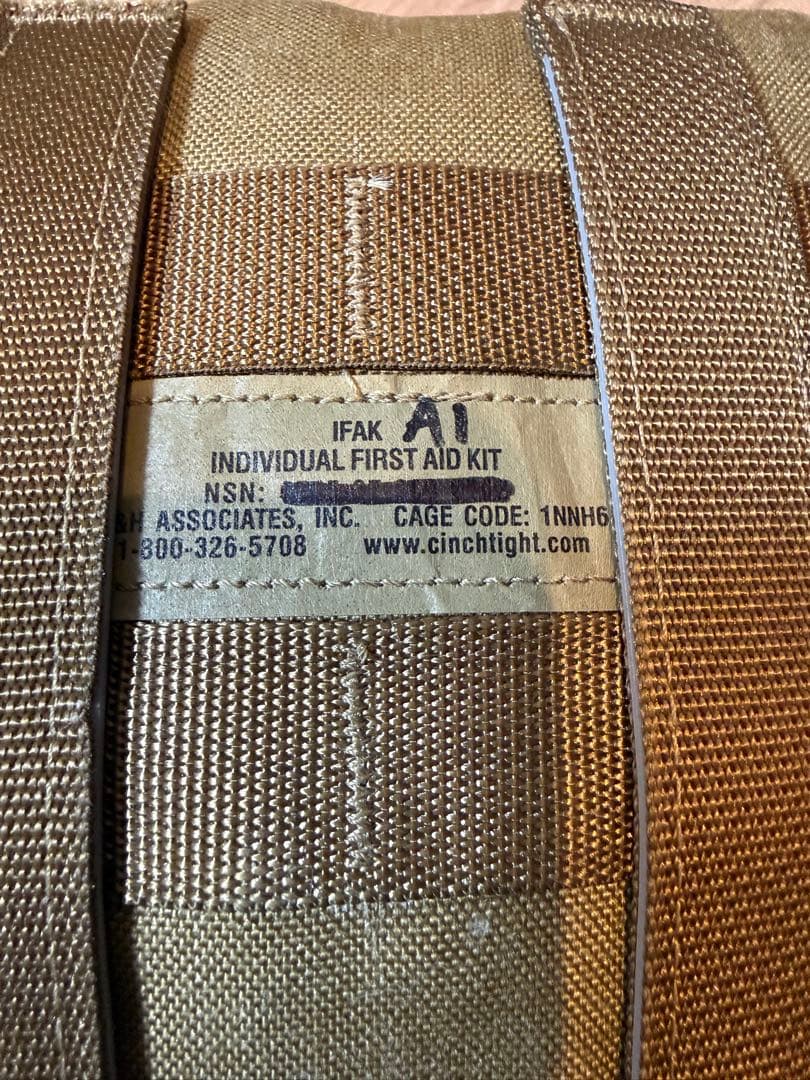 IFAK A1
INDIVIDUAL FIRST AID KIT
NSN:
&H ASSOCIATES, INC. CAGE CODE: 1NNH6
1-800-326-5708 www.cinchtight.com